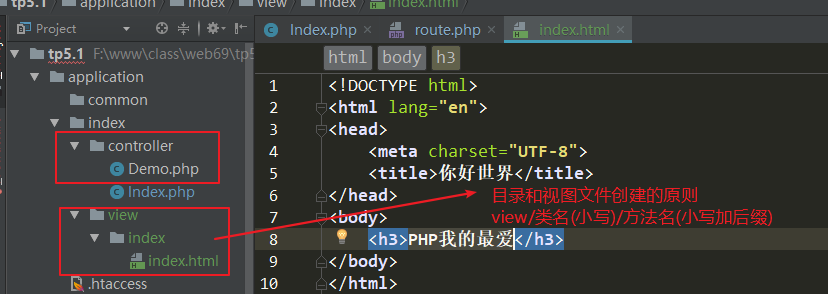 tp5.1 application index view index index.html
Project
Index.php route.php index.html
tp5.1 F:\www\class\web69\tp5
application
common
index
controller
Demo.php
Index.php
view
index
index.html
.htaccess
html body h3
1 <!DOCTYPE html>
2 <html lang="en">
3 <head>
4 <meta charset="UTF-8">
5 <title>你好世界</title>
6 </head>
7 <body>
8 <h3>PHP我的最爱</h3>
9 </body>
10 </html>
目录和视图文件创建的原则
view/类名(小写)/方法名(小写加后缀)